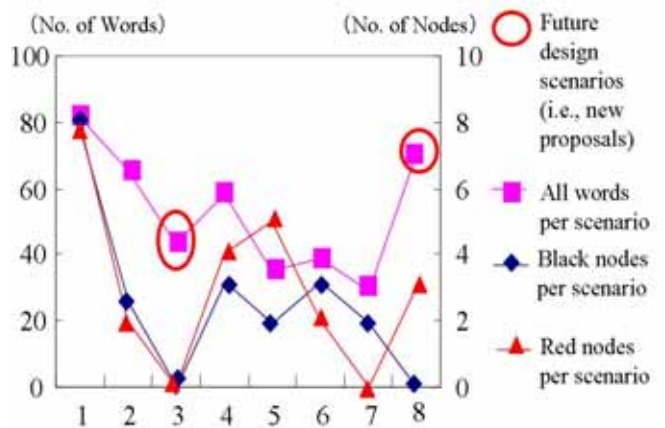 (No. of Words)
(No. of Nodes)
100
80
60
40
20
0
10
8
6
4
2
0
1 2 3 4 5 6 7 8
Future
design
scenarios
(i.e., new
proposals)
All words
per scenario
Black nodes
per scenario
Red nodes
per scenario